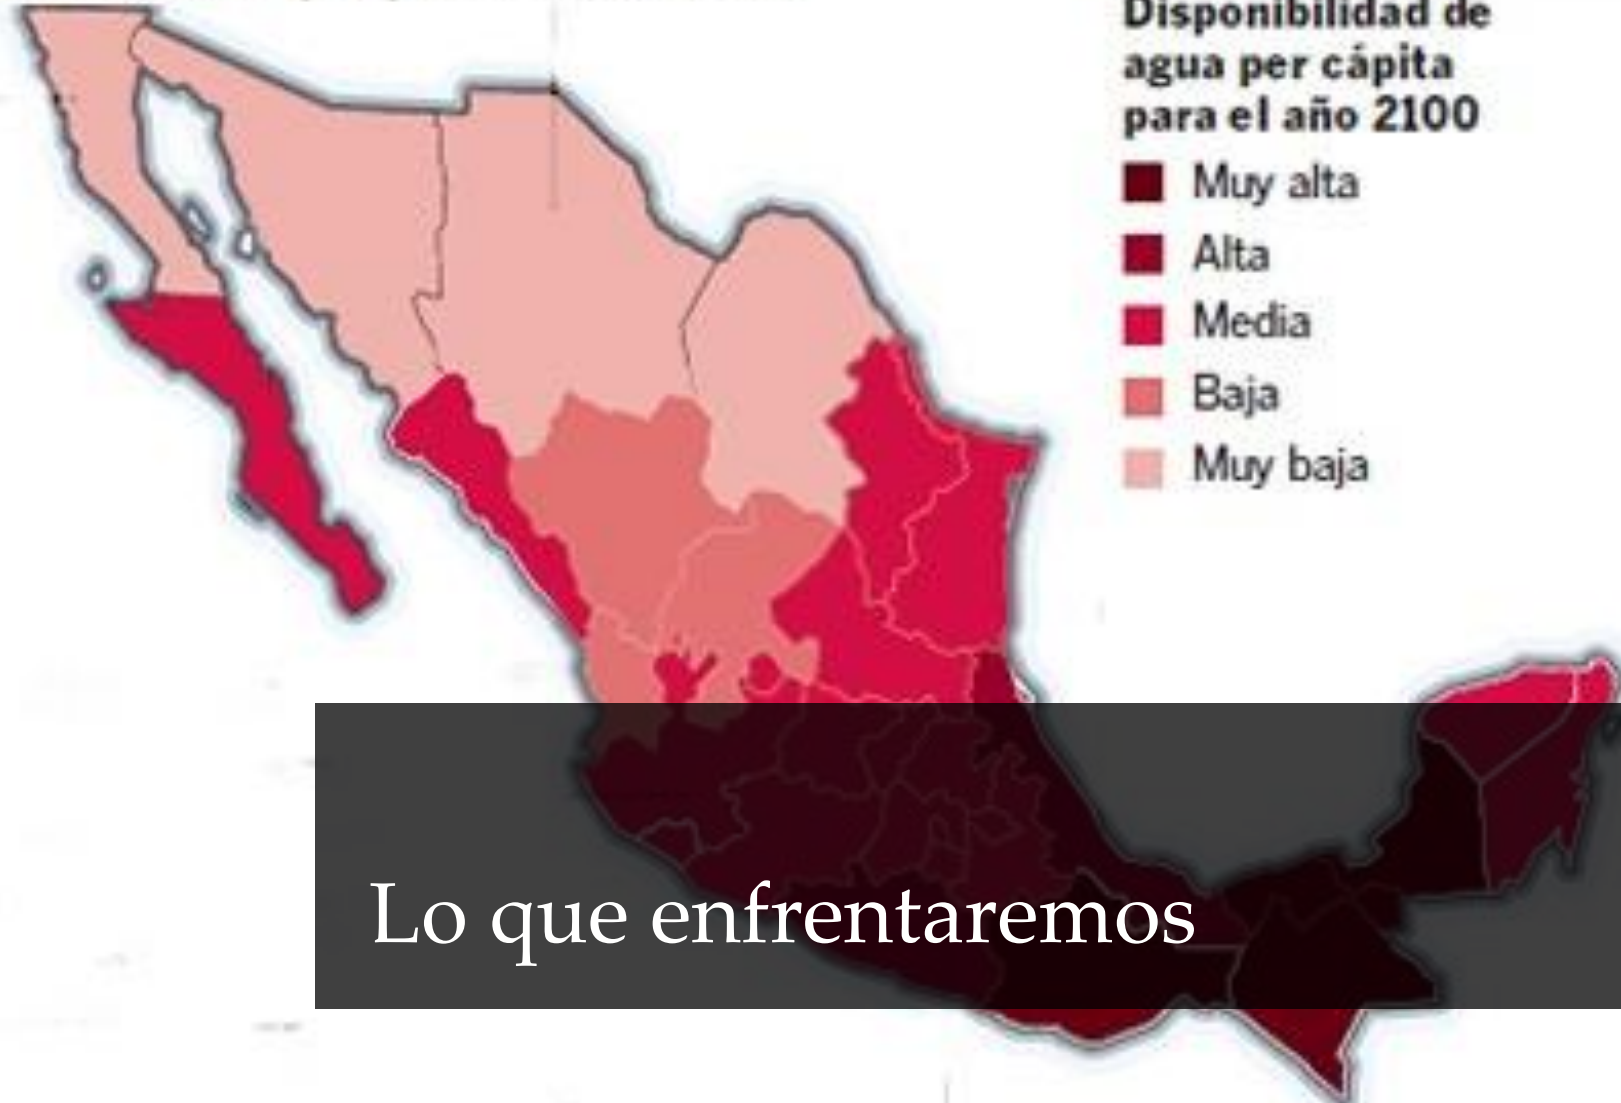 Disponibilidad de
agua per cápita
para el año 2100
Muy alta
Alta
Media
Baja
Muy baja
Lo que enfrentaremos